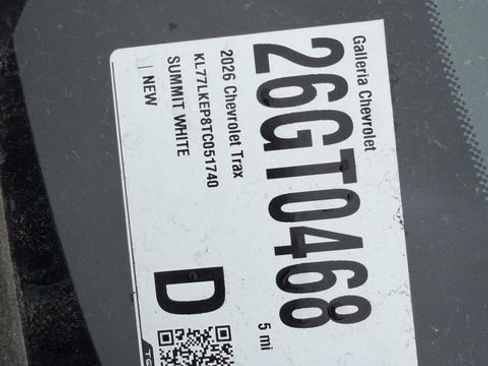 Galleria Chevrolet
26GT0468
5 mi
2026 Chevrolet Trax
KL77LKEP8TC051740
SUMMIT WHITE
| NEW
D